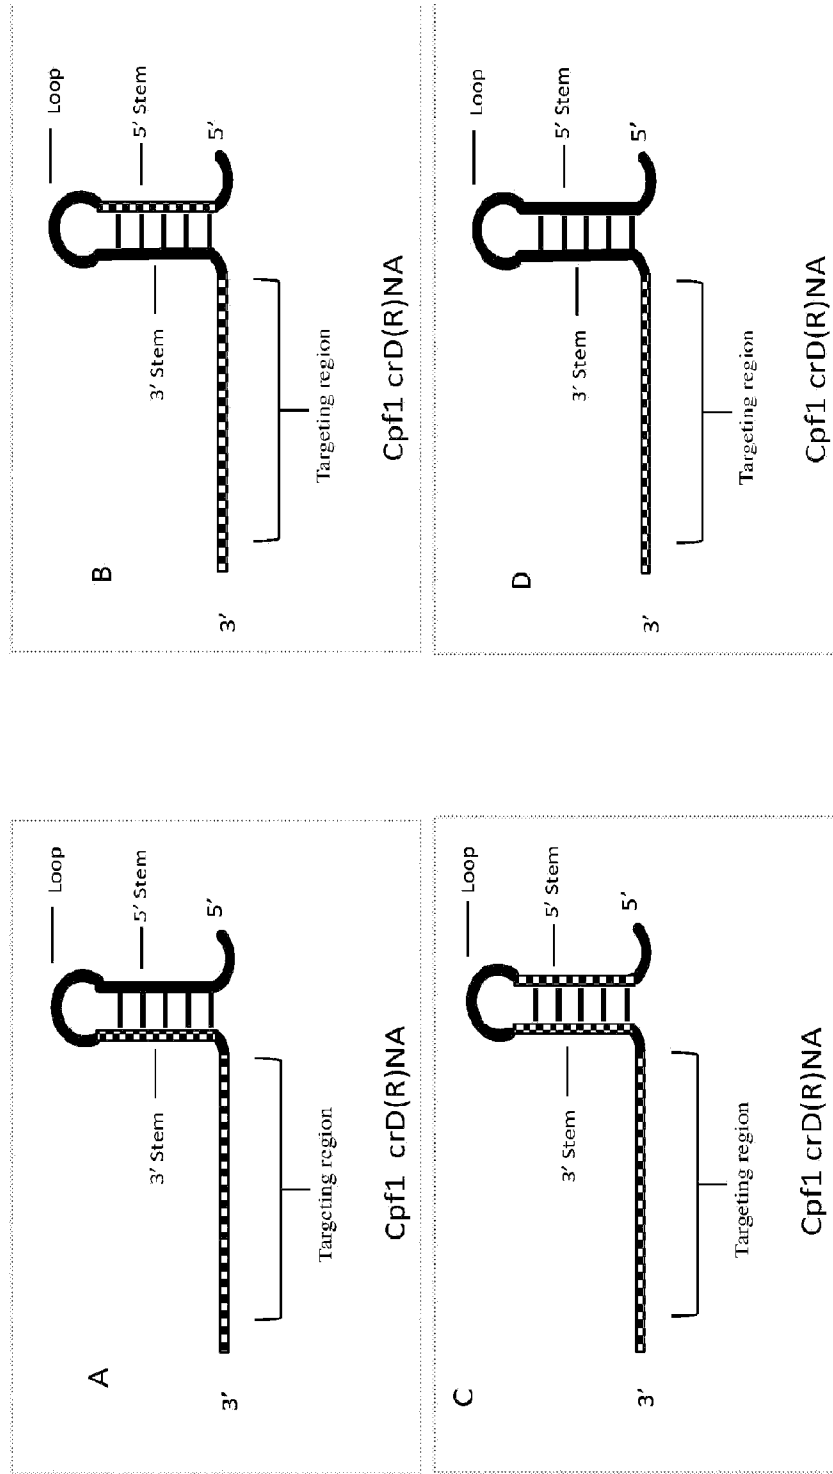 A
Loop
5' Stem
5'
3' Stem
Targeting region
3'
Cpf1 crD(R)NA
B
Loop
5' Stem
5'
3' Stem
Targeting region
3'
Cpf1 crD(R)NA
C
Loop
5' Stem
5'
3' Stem
Targeting region
3'
Cpf1 crD(R)NA
D
Loop
5' Stem
5'
3' Stem
Targeting region
3'
Cpf1 crD(R)NA